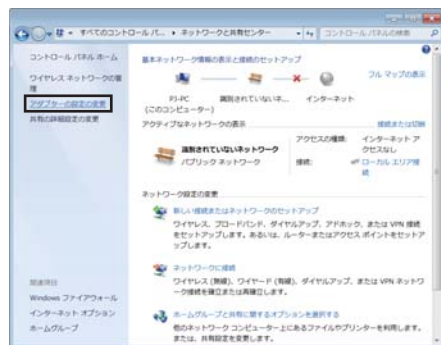 すべてのコントロール パ... ▸ ネットワークと共有センター
コントロール パネルの検索
コントロール パネル ホーム
ワイヤレス ネットワークの管
理
アダプターの設定の変更
共有の詳細設定の変更
基本ネットワーク情報の表示と接続のセットアップ
フル マップの表示
PJ-PC
(このコンピューター)
識別されていないネ...
インターネット
アクティブなネットワークの表示
接続または切断
識別されていないネットワーク
パブリック ネットワーク
アクセスの種類:
インターネット ア
クセスなし
接続:
ローカル エリア接
続
ネットワーク設定の変更
新しい接続またはネットワークのセットアップ
ワイヤレス、ブロードバンド、ダイヤルアップ、アドホック、または VPN 接続
をセットアップします。あるいは、ルーターまたはアクセス ポイントをセットア
ップします。
ネットワークに接続
ワイヤレス (無線)、ワイヤード (有線)、ダイヤルアップ、または VPN ネットワ
ーク接続を確立または再確立します。
ホームグループと共有に関するオプションを選択する
他のネットワーク コンピューター上にあるファイルやプリンターを利用します。
または、共有設定を変更します。
関連項目
Windows ファイアウォール
インターネット オプション
ホームグループ